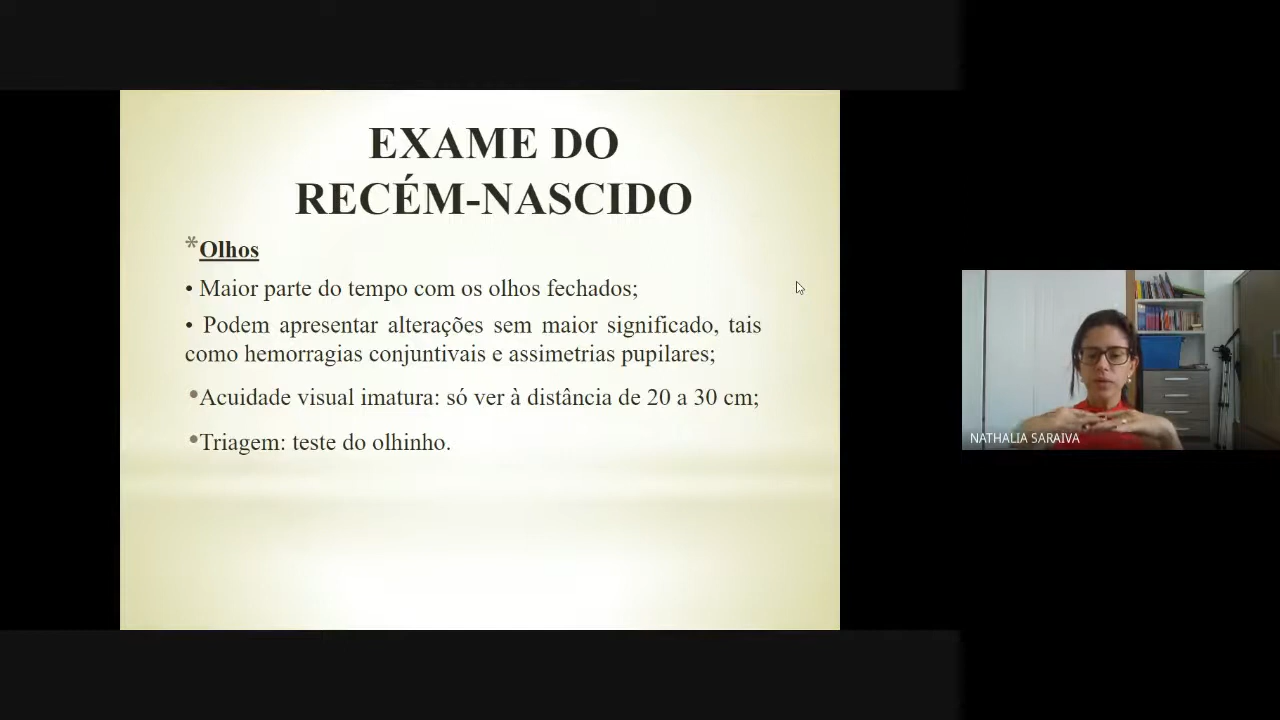 EXAME DO
RECÉM-NASCIDO
*Olhos
• Maior parte do tempo com os olhos fechados;
• Podem apresentar alterações sem maior significado, tais
como hemorragias conjuntivais e assimetrias pupilares;
•Acuidade visual imatura: só ver à distância de 20 a 30 cm;
•Triagem: teste do olhinho.
NATHALIA SARAIVA